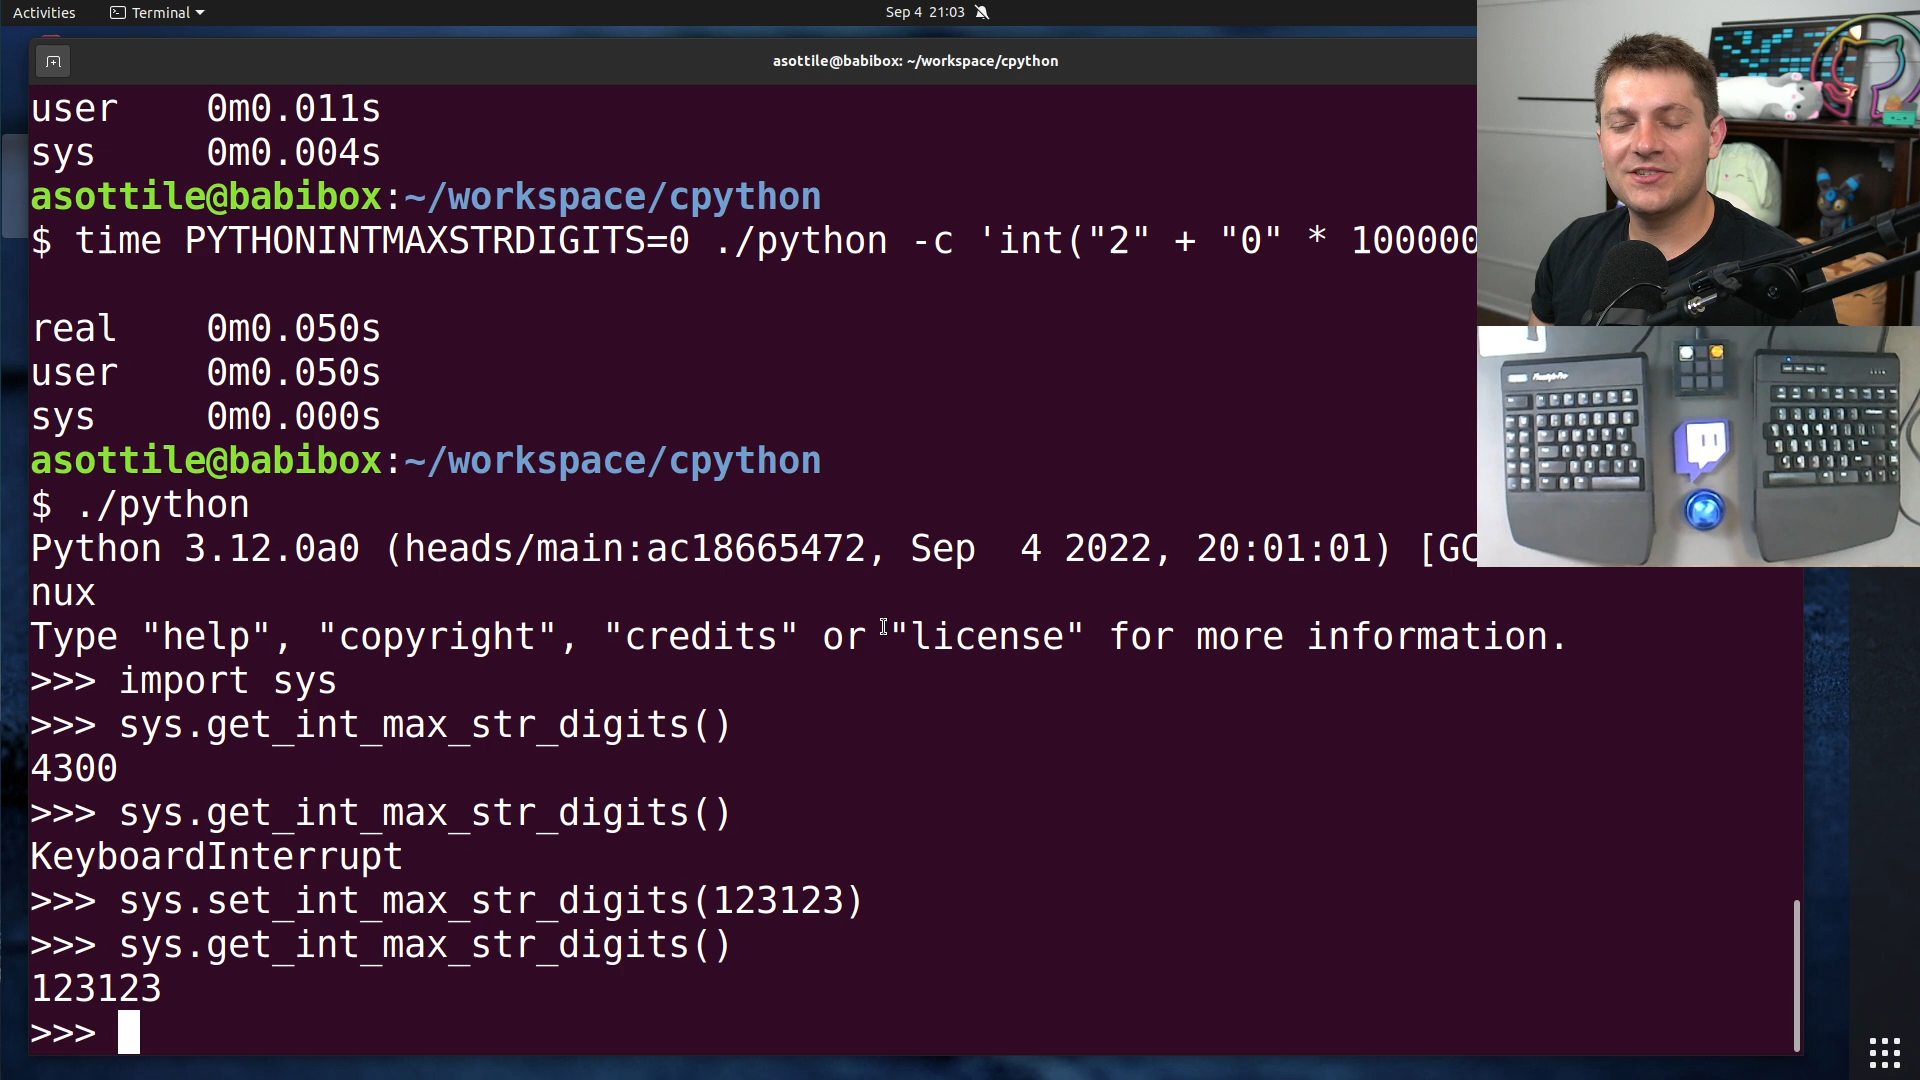 Activities
Terminal
Sep 4 21:03
asottile@babibox: ~/workspace/cpython
user 0m0.011s
sys 0m0.004s
asottile@babibox:~/workspace/cpython
$ time PYTHONINTMAXSTRDIGITS=0 ./python -c 'int("2" + "0" * 100000
real 0m0.050s
user 0m0.050s
sys 0m0.000s
asottile@babibox:~/workspace/cpython
$ ./python
Python 3.12.0a0 (heads/main:ac18665472, Sep 4 2022, 20:01:01) [GC
nux
Type "help", "copyright", "credits" or "license" for more information.
>>> import sys
>>> sys.get_int_max_str_digits()
4300
>>> sys.get_int_max_str_digits()
KeyboardInterrupt
>>> sys.set_int_max_str_digits(123123)
>>> sys.get_int_max_str_digits()
123123
>>>